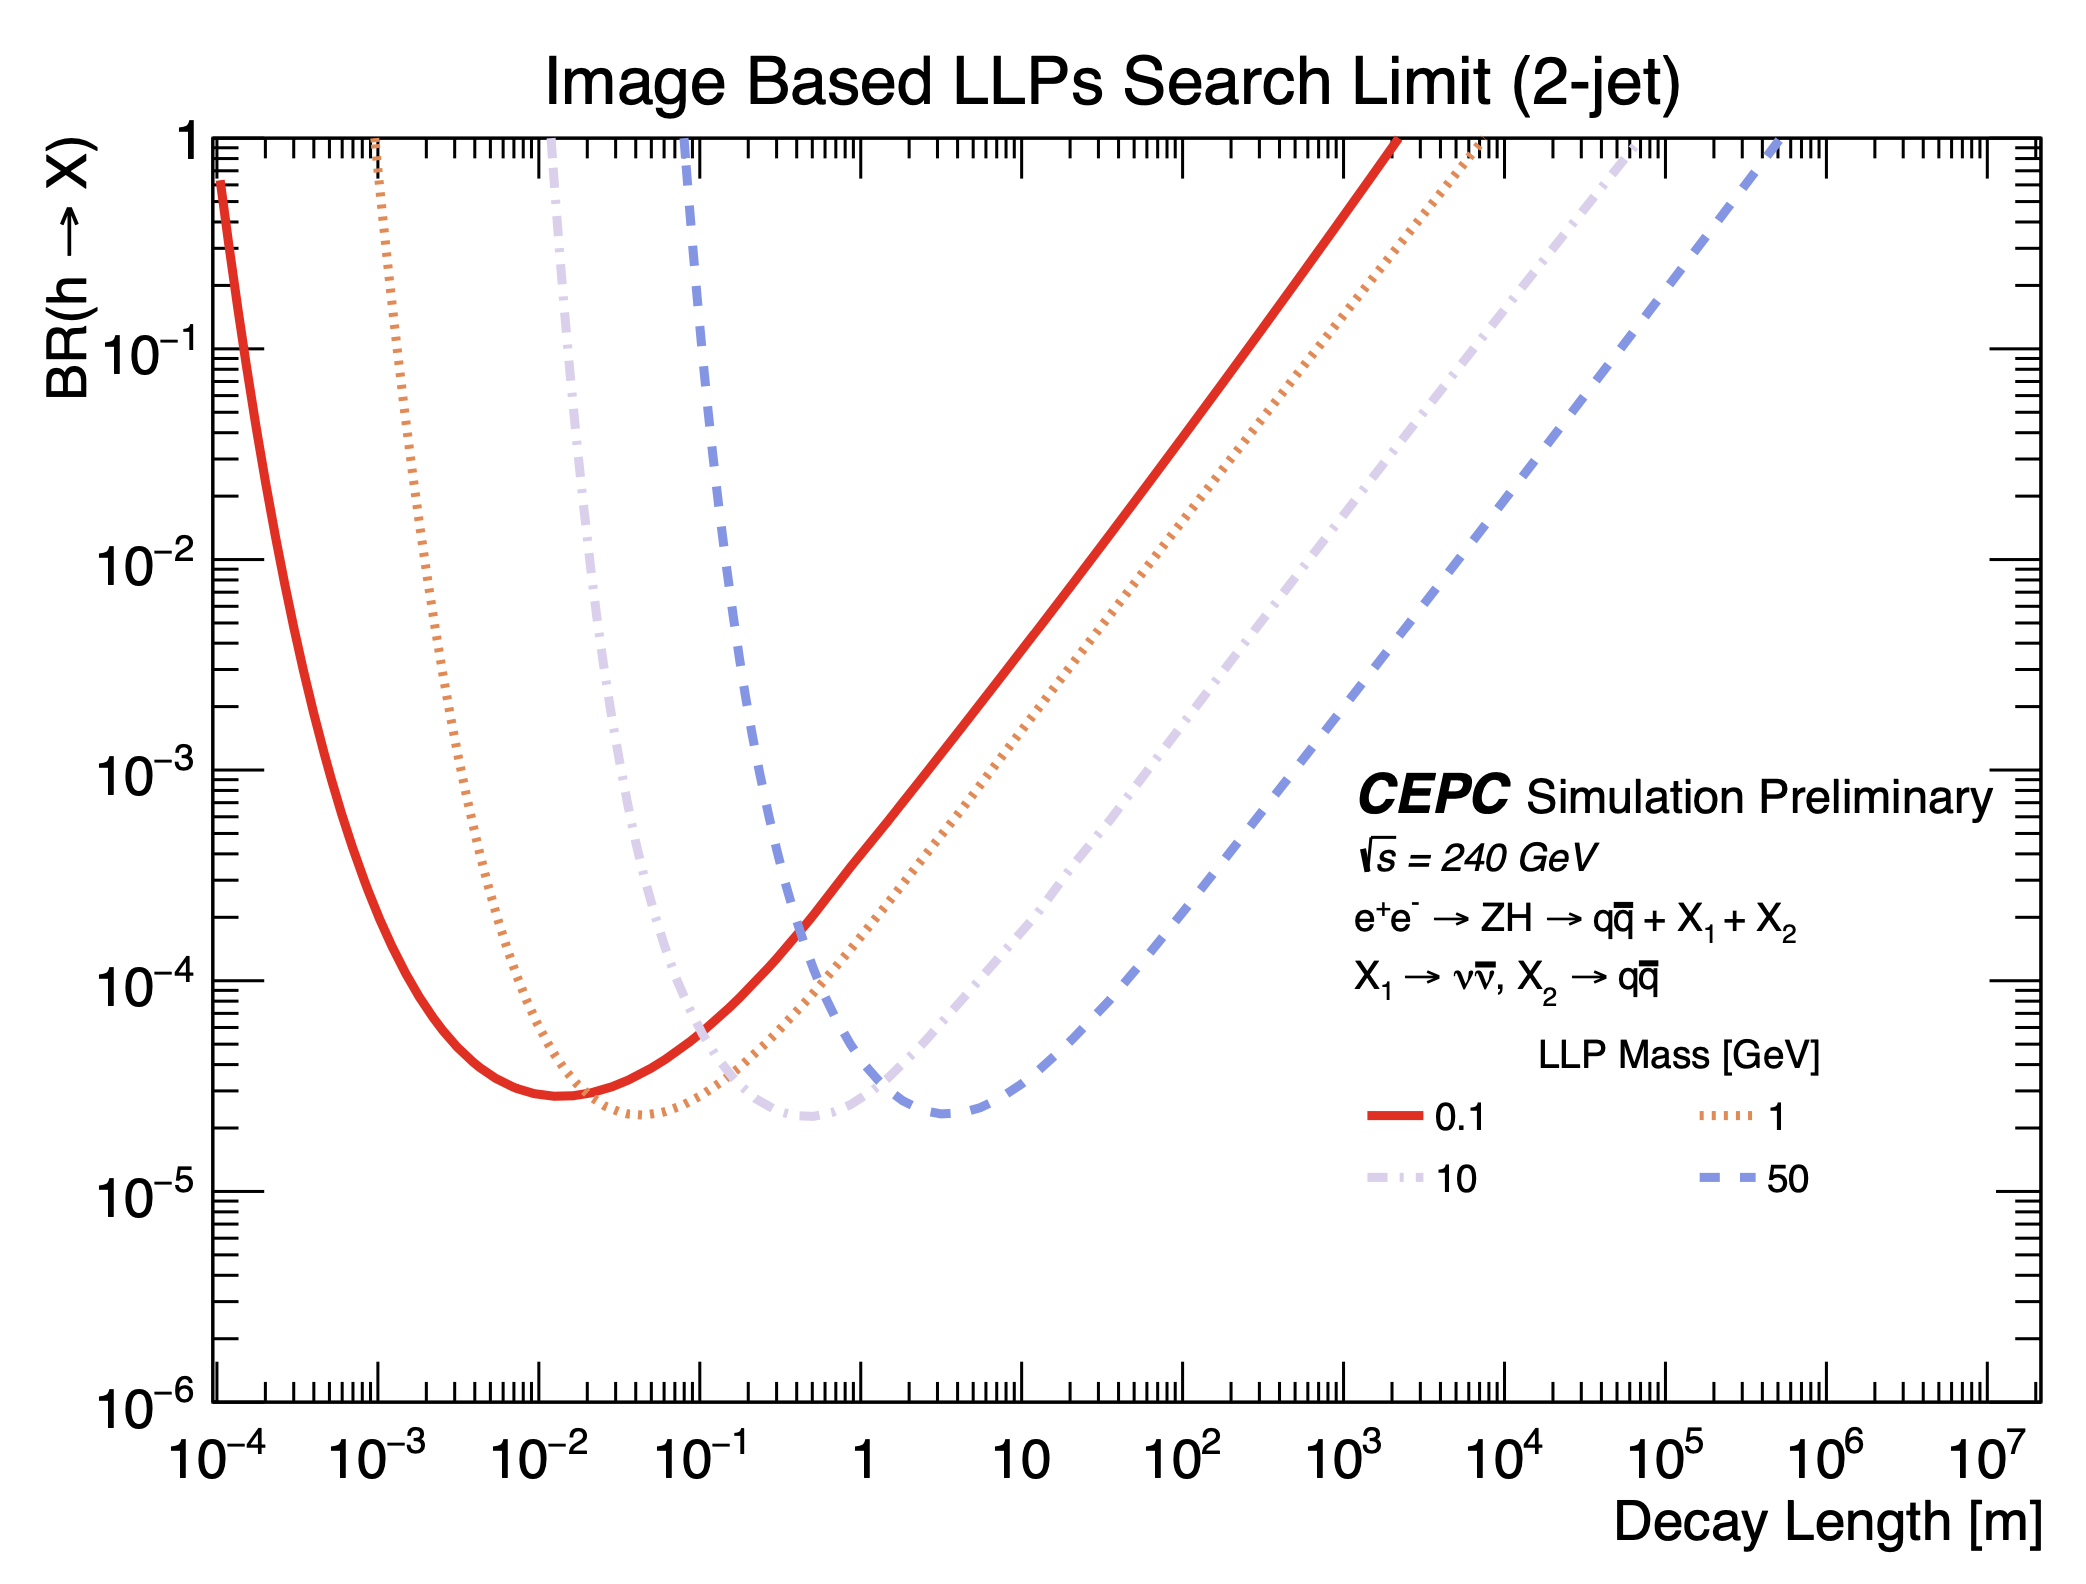 Image Based LLPs Search Limit (2-jet)
BR(h → X)
1
10⁻¹
10⁻²
10⁻³
10⁻⁴
10⁻⁵
10⁻⁶
CEPC Simulation Preliminary
√s = 240 GeV
e⁺e⁻ → ZH → qq̅ + X₁ + X₂
X₁ → νν̅, X₂ → qq̅
LLP Mass [GeV]
0.1 1
10 50
10⁻⁴ 10⁻³ 10⁻² 10⁻¹ 1 10 10² 10³ 10⁴ 10⁵ 10⁶ 10⁷
Decay Length [m]